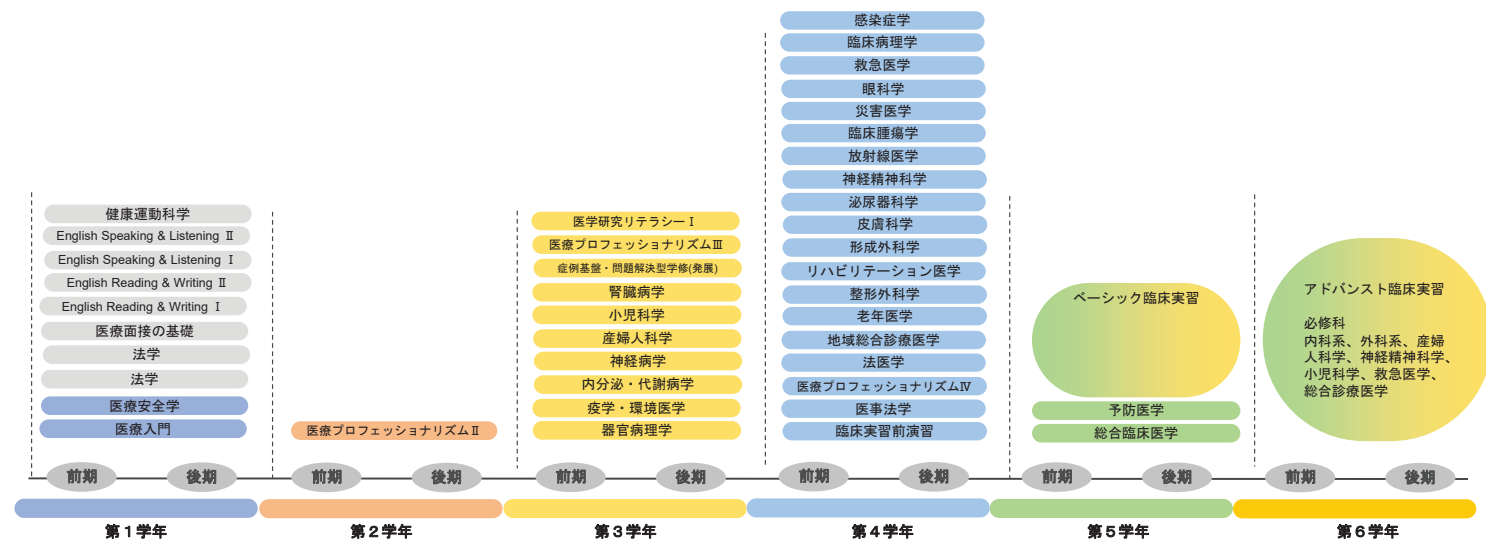 健康運動科学
English Speaking & Listening Ⅱ
English Speaking & Listening Ⅰ
English Reading & Writing Ⅱ
English Reading & Writing Ⅰ
医療面接の基礎
法学
法学
医療安全学
医療入門
医療プロフェッショナリズムⅡ
医学研究リテラシーⅠ
医療プロフェッショナリズムⅢ
症例基盤・問題解決型学修(発展)
腎臓病学
小児科学
産婦人科学
神経病学
内分泌・代謝病学
疫学・環境医学
器官病理学
感染症学
臨床病理学
救急医学
眼科学
災害医学
臨床腫瘍学
放射線医学
神経精神科学
泌尿器科学
皮膚科学
形成外科学
リハビリテーション医学
整形外科学
老年医学
地域総合診療医学
法医学
医療プロフェッショナリズムⅣ
医事法学
臨床実習前演習
ベーシック臨床実習
予防医学
総合臨床医学
アドバンスト臨床実習
必修科
内科系、外科系、産婦
人科学、神経精神科学、
小児科学、救急医学、
総合診療医学
前期 後期 前期 後期 前期 後期 前期 後期 前期 後期 前期 後期
第1学年 第2学年 第3学年 第4学年 第5学年 第6学年